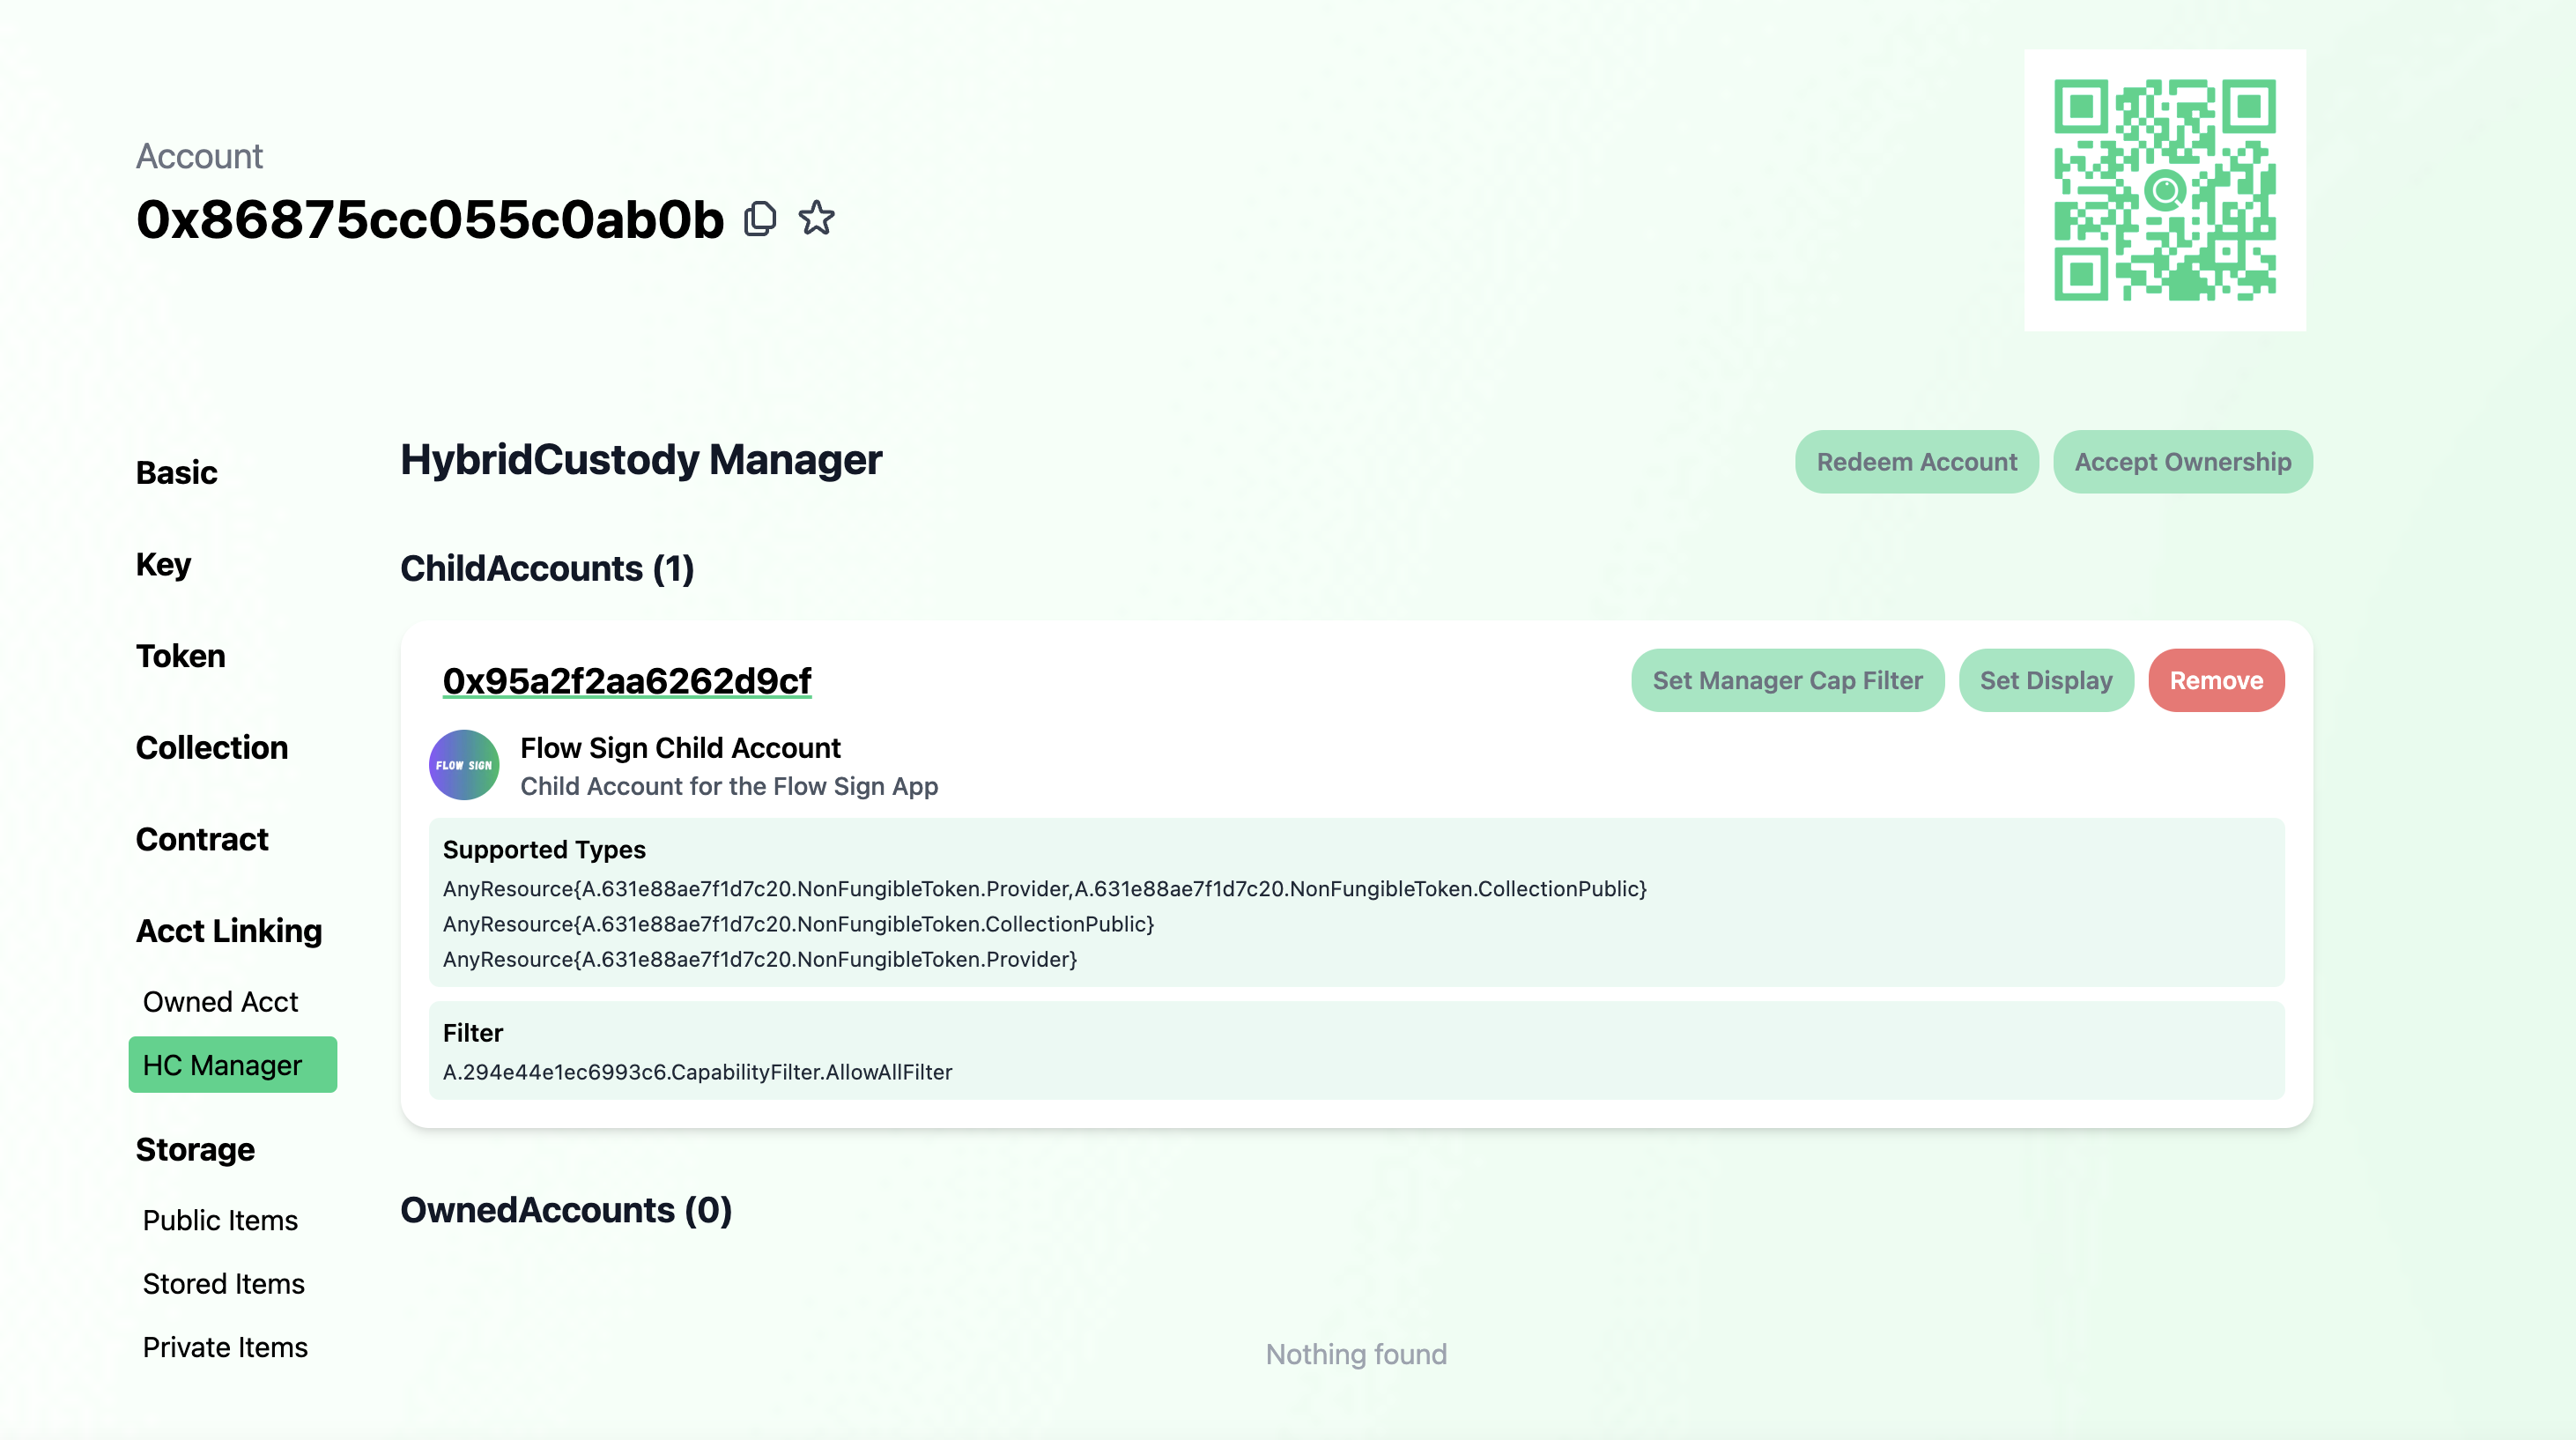 Account
0x86875cc055c0ab0b
Basic
Key
Token
Collection
Contract
Acct Linking
Owned Acct
HC Manager
Storage
Public Items
Stored Items
Private Items
HybridCustody Manager
Redeem Account
Accept Ownership
ChildAccounts (1)
0x95a2f2aa6262d9cf
Set Manager Cap Filter
Set Display
Remove
FLOW SIGN
Flow Sign Child Account
Child Account for the Flow Sign App
Supported Types
AnyResource{A.631e88ae7f1d7c20.NonFungibleToken.Provider,A.631e88ae7f1d7c20.NonFungibleToken.CollectionPublic}
AnyResource{A.631e88ae7f1d7c20.NonFungibleToken.CollectionPublic}
AnyResource{A.631e88ae7f1d7c20.NonFungibleToken.Provider}
Filter
A.294e44e1ec6993c6.CapabilityFilter.AllowAllFilter
OwnedAccounts (0)
Nothing found